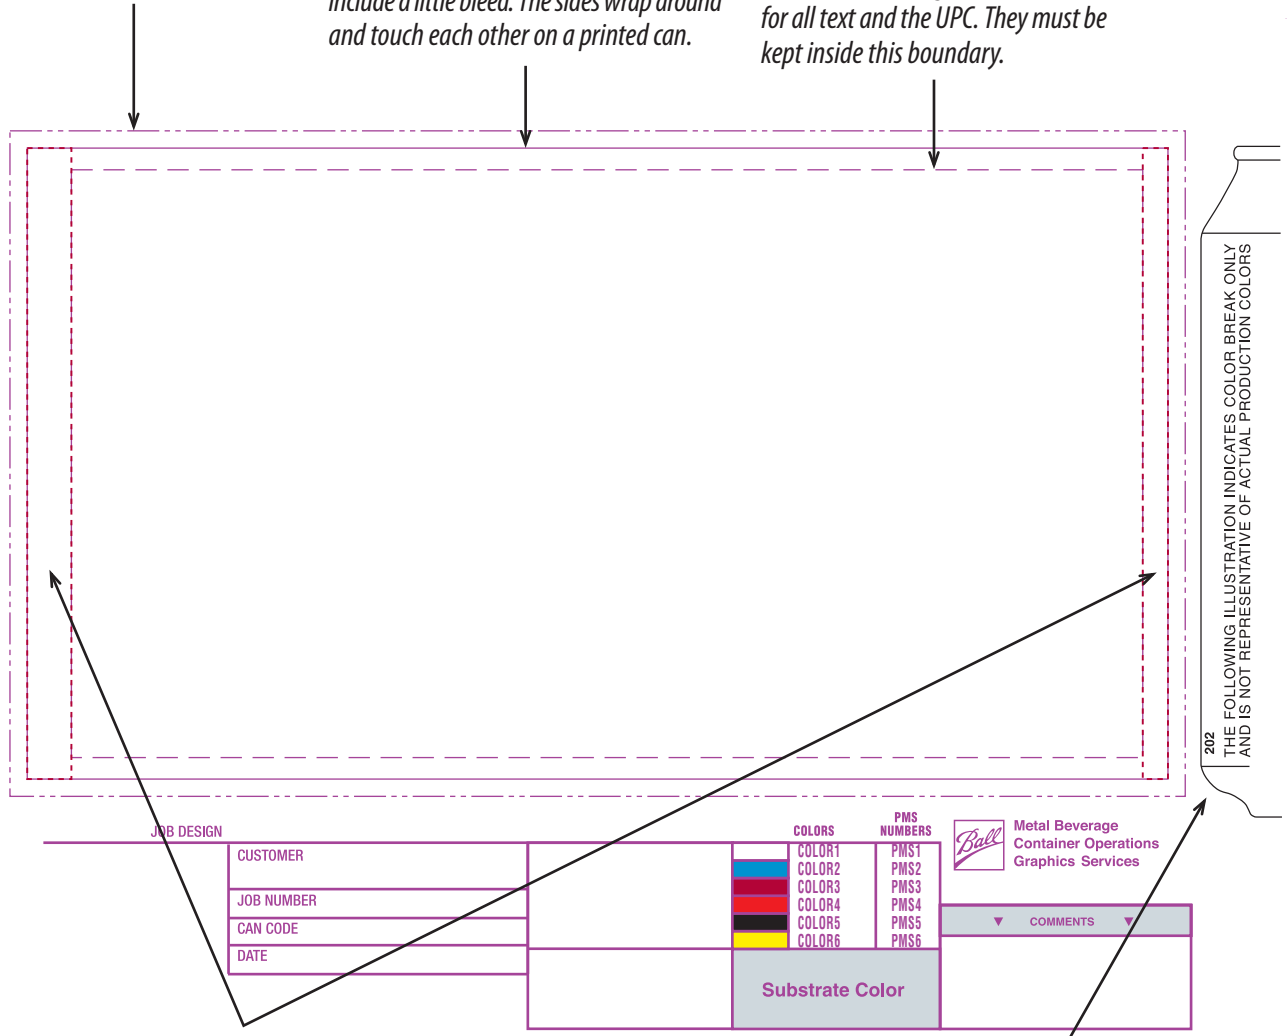 include a little bleed. The sides wrap around
and touch each other on a printed can.
for all text and the UPC. They must be
kept inside this boundary.
202
THE FOLLOWING ILLUSTRATION INDICATES COLOR BREAK ONLY
AND IS NOT REPRESENTATIVE OF ACTUAL PRODUCTION COLORS
JOB DESIGN
CUSTOMER
JOB NUMBER
CAN CODE
DATE
COLORS
PMS
NUMBERS
COLOR1 PMS1
COLOR2 PMS2
COLOR3 PMS3
COLOR4 PMS4
COLOR5 PMS5
COLOR6 PMS6
Substrate Color
Ball
Metal Beverage
Container Operations
Graphics Services
▼ COMMENTS ▼